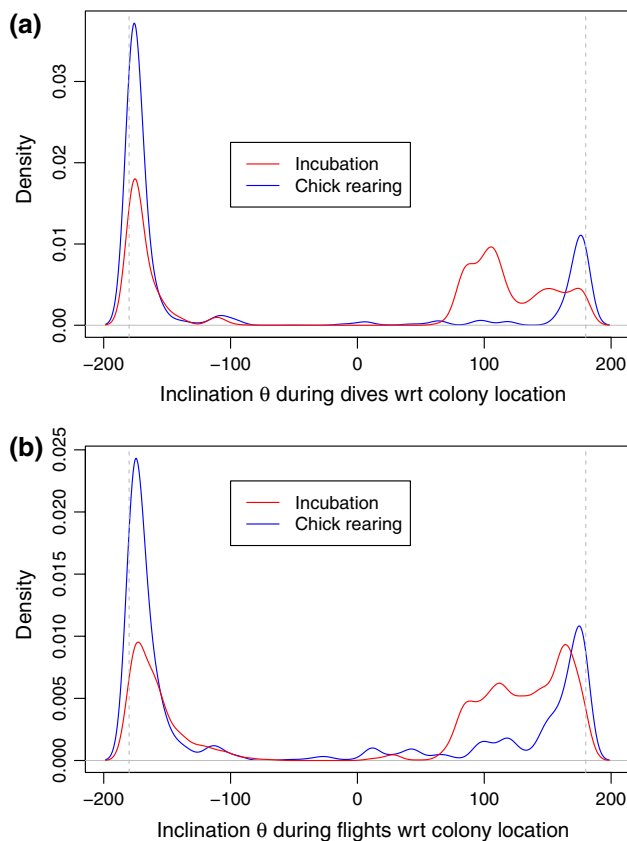 (a)
Density
0.00
0.01
0.02
0.03
Incubation
Chick rearing
−200
−100
0
100
200
Inclination θ during dives wrt colony location
(b)
Density
0.000
0.005
0.010
0.015
0.020
0.025
Incubation
Chick rearing
−200
−100
0
100
200
Inclination θ during flights wrt colony location